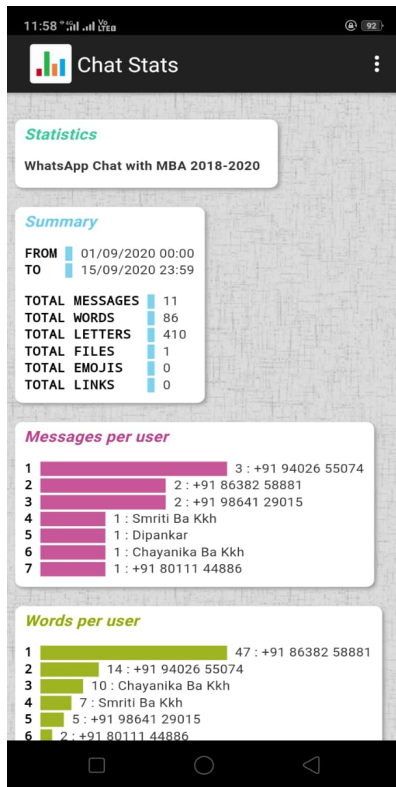 11:58 4G VoLTE 92
Chat Stats
Statistics
WhatsApp Chat with MBA 2018-2020
Summary
FROM 01/09/2020 00:00
TO 15/09/2020 23:59
TOTAL MESSAGES 11
TOTAL WORDS 86
TOTAL LETTERS 410
TOTAL FILES 1
TOTAL EMOJIS 0
TOTAL LINKS 0
Messages per user
1 3 : +91 94026 55074
2 2 : +91 86382 58881
3 2 : +91 98641 29015
4 1 : Smriti Ba Kkh
5 1 : Dipankar
6 1 : Chayanika Ba Kkh
7 1 : +91 80111 44886
Words per user
1 47 : +91 86382 58881
2 14 : +91 94026 55074
3 10 : Chayanika Ba Kkh
4 7 : Smriti Ba Kkh
5 5 : +91 98641 29015
6 2 : +91 80111 44886